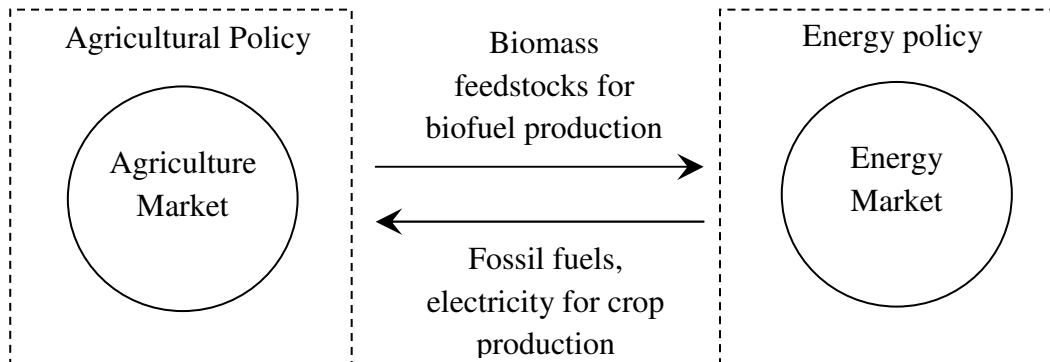 Agricultural Policy
Agriculture
Market
Biomass
feedstocks for
biofuel production
Fossil fuels,
electricity for crop
production
Energy policy
Energy
Market